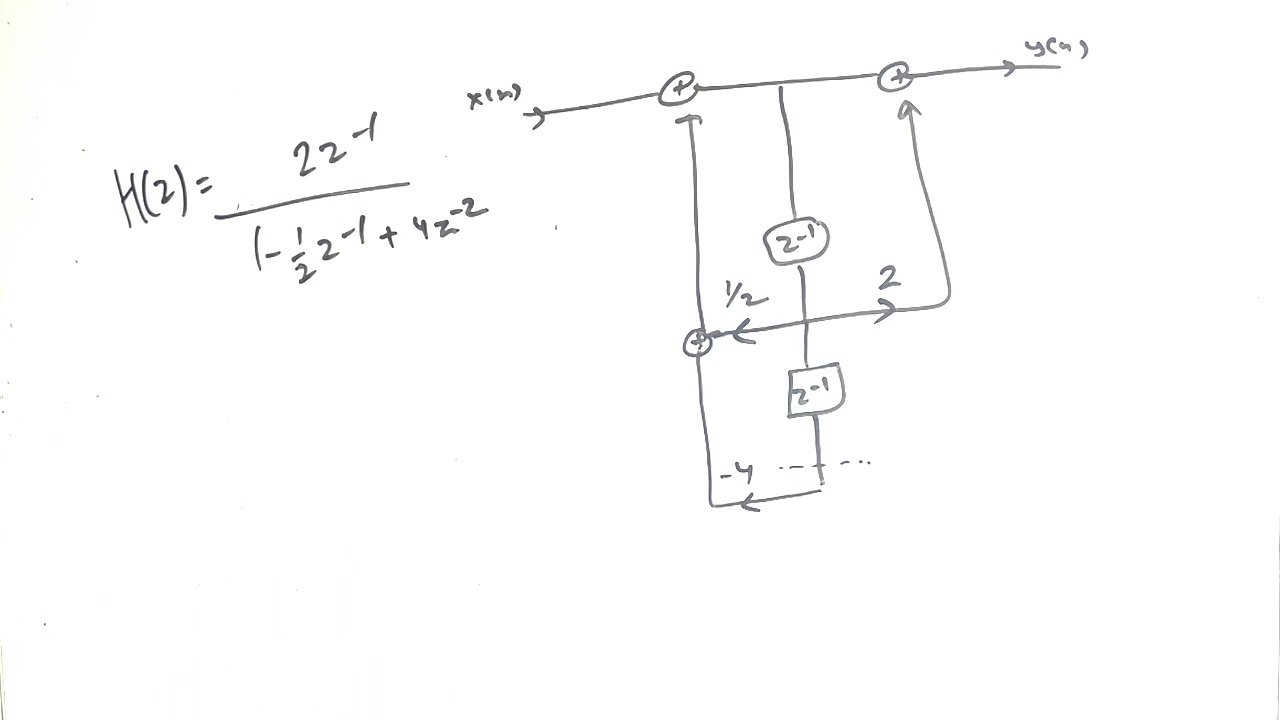 H(z) = 2z⁻¹ / (1 - 1/2 z⁻¹ + 4z⁻²
x(n)
+
+
y(n)
z⁻¹
1/2
2
+
z⁻¹
-4